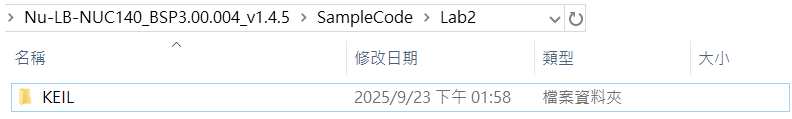 Nu-LB-NUC140_BSP3.00.004_v1.4.5 > SampleCode > Lab2
名稱 修改日期 類型 大小
KEIL 2025/9/23 下午 01:58 檔案資料夾